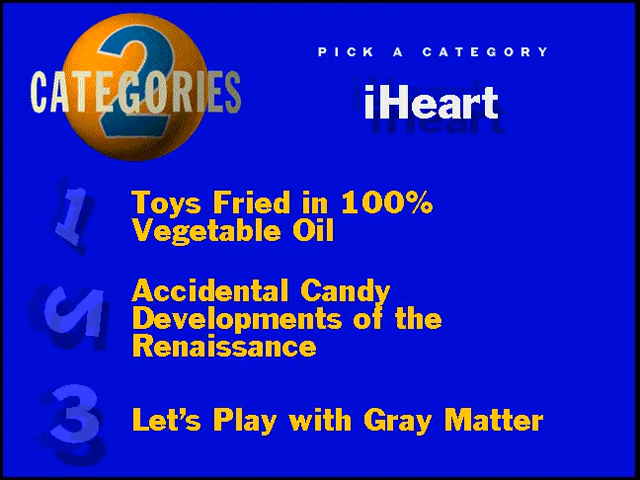 2
CATEGORIES
PICK A CATEGORY
iHeart
1
Toys Fried in 100%
Vegetable Oil
2
Accidental Candy
Developments of the
Renaissance
3
Let's Play with Gray Matter